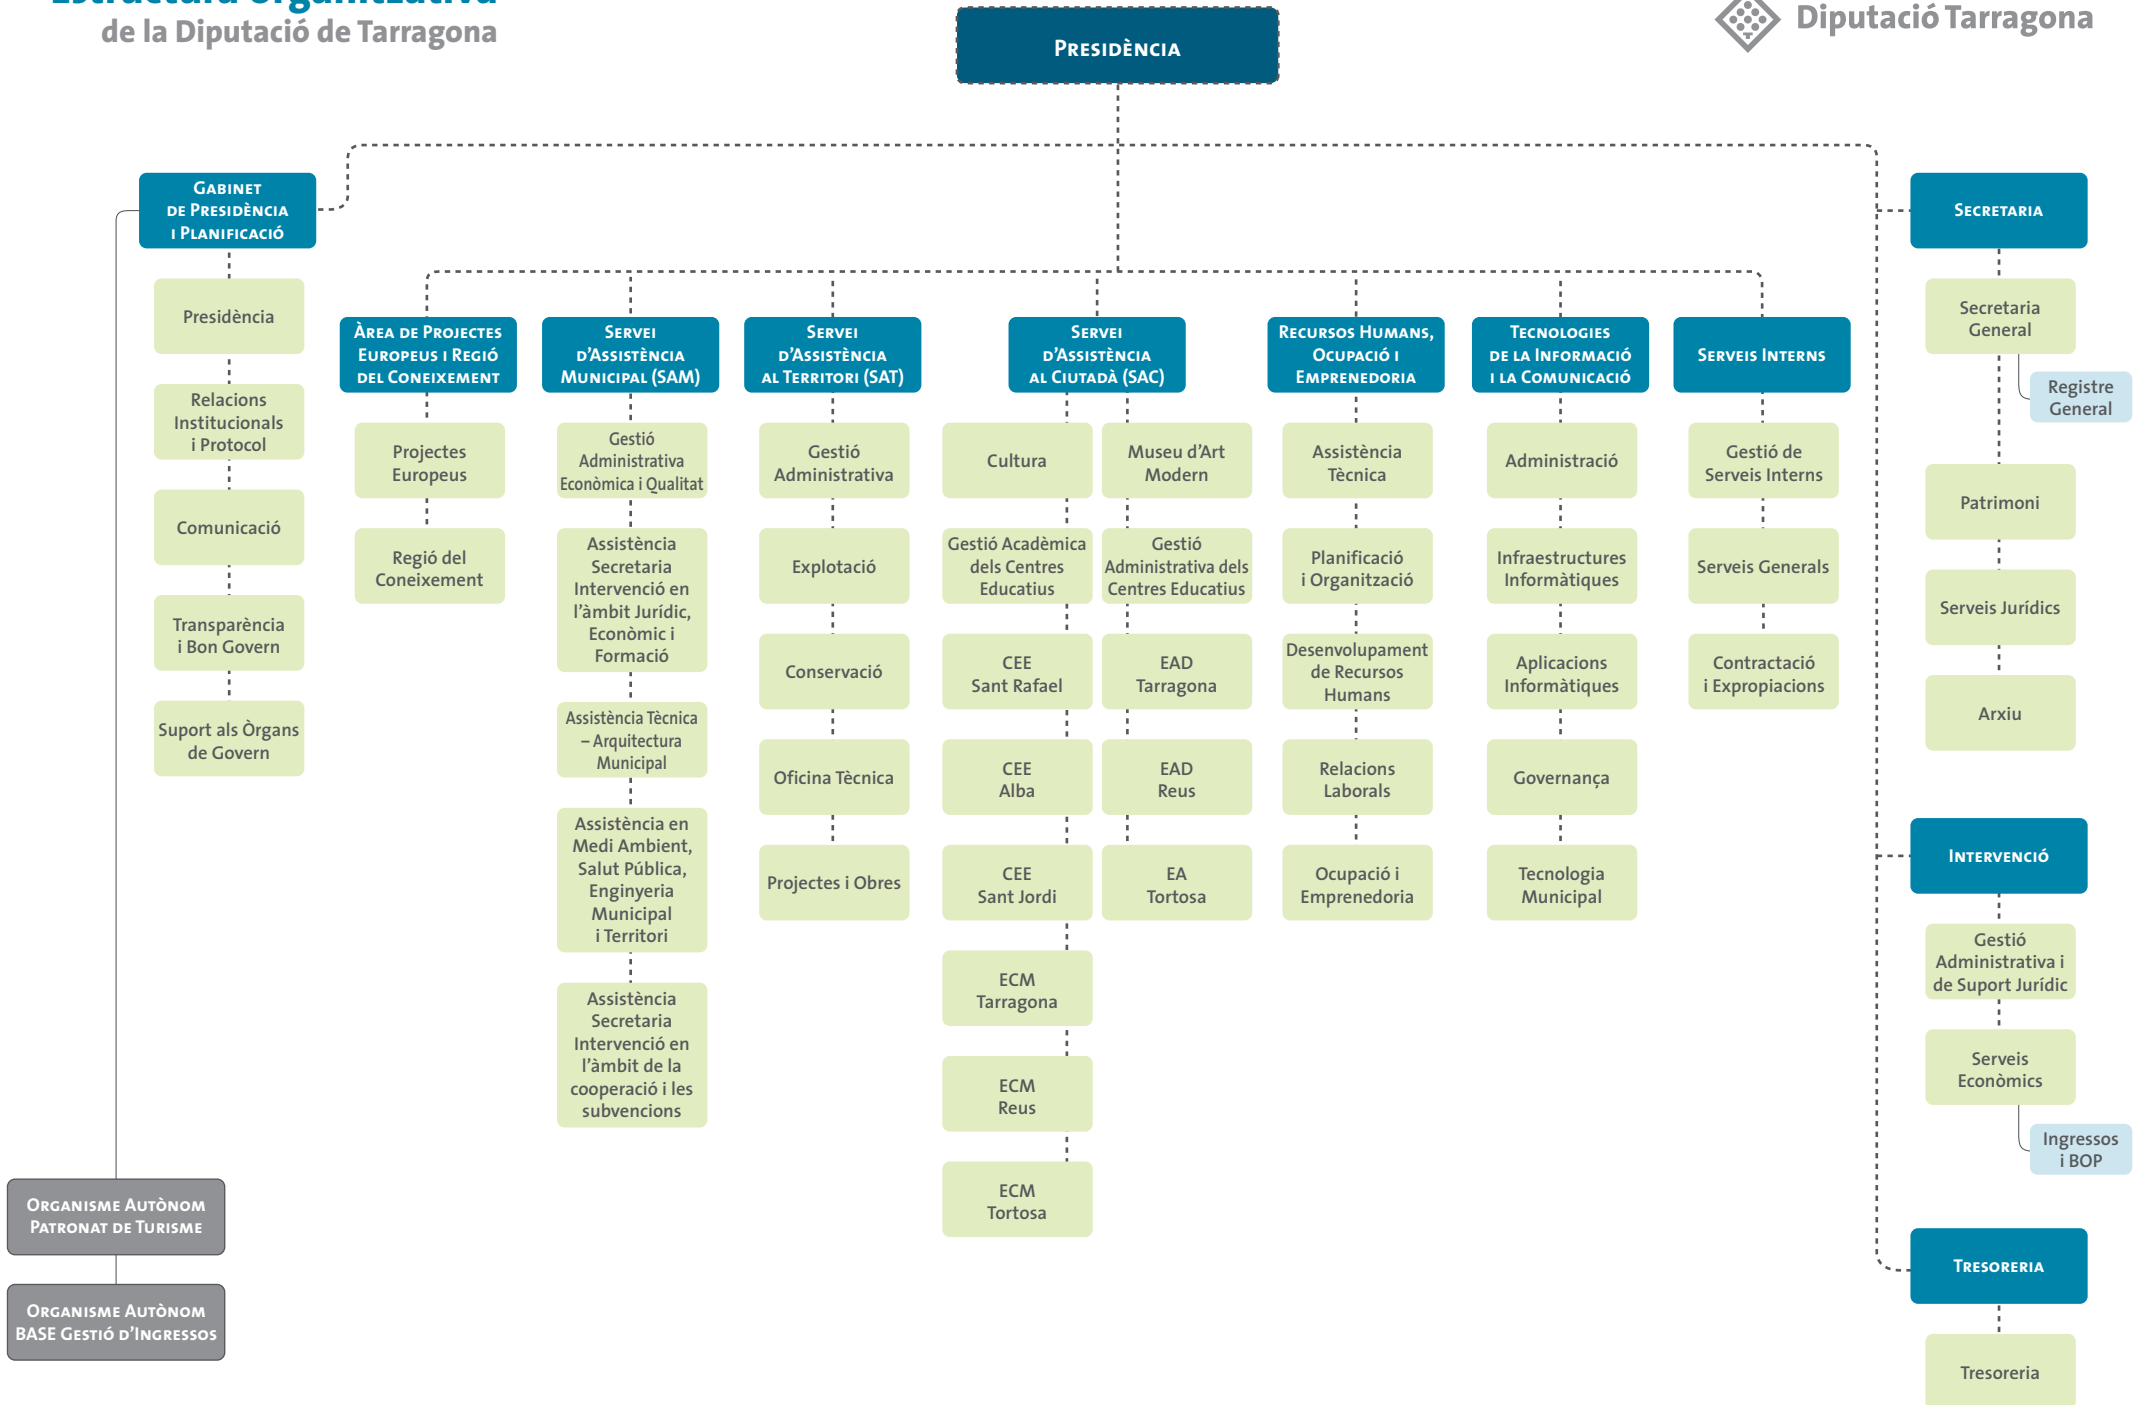 Estructura Organitzativa
de la Diputació de Tarragona
Diputació Tarragona
PRESIDÈNCIA
GABINET
DE PRESIDÈNCIA
I PLANIFICACIÓ
Presidència
Relacions
Institucionals
i Protocol
Comunicació
Transparència
i Bon Govern
Suport als Òrgans
de Govern
ORGANISME AUTÒNOM
PATRONAT DE TURISME
ORGANISME AUTÒNOM
BASE GESTIÓ D'INGRESSOS
ÀREA DE PROJECTES
EUROPEUS I REGIÓ
DEL CONEIXEMENT
Projectes
Europeus
Regió del
Coneixement
SERVEI
D'ASSISTÈNCIA
MUNICIPAL (SAM)
Gestió
Administrativa
Econòmica i Qualitat
Assistència
Secretaria
Intervenció en
l'àmbit Jurídic,
Econòmic i
Formació
Assistència Tècnica
– Arquitectura
Municipal
Assistència en
Medi Ambient,
Salut Pública,
Enginyeria
Municipal
i Territori
Assistència
Secretaria
Intervenció en
l'àmbit de la
cooperació i les
subvencions
SERVEI
D'ASSISTÈNCIA
AL TERRITORI (SAT)
Gestió
Administrativa
Explotació
Conservació
Oficina Tècnica
Projectes i Obres
SERVEI
D'ASSISTÈNCIA
AL CIUTADÀ (SAC)
Cultura
Gestió Acadèmica
dels Centres
Educatius
CEE
Sant Rafael
CEE
Alba
CEE
Sant Jordi
ECM
Tarragona
ECM
Reus
ECM
Tortosa
Museu d'Art
Modern
Gestió
Administrativa dels
Centres Educatius
EAD
Tarragona
EAD
Reus
EA
Tortosa
RECURSOS HUMANS,
OCUPACIÓ I
EMPRENEDORIA
Assistència
Tècnica
Planificació
i Organització
Desenvolupament
de Recursos
Humans
Relacions
Laborals
Ocupació i
Emprenedoria
TECNOLOGIES
DE LA INFORMACIÓ
I LA COMUNICACIÓ
Administració
Infraestructures
Informàtiques
Aplicacions
Informàtiques
Governança
Tecnologia
Municipal
SERVEIS INTERNS
Gestió de
Serveis Interns
Serveis Generals
Contractació
i Expropiacions
SECRETARIA
Secretaria
General
Registre
General
Patrimoni
Serveis Jurídics
Arxiu
INTERVENCIÓ
Gestió
Administrativa i
de Suport Jurídic
Serveis
Econòmics
Ingressos
i BOP
TRESORERIA
Tresoreria